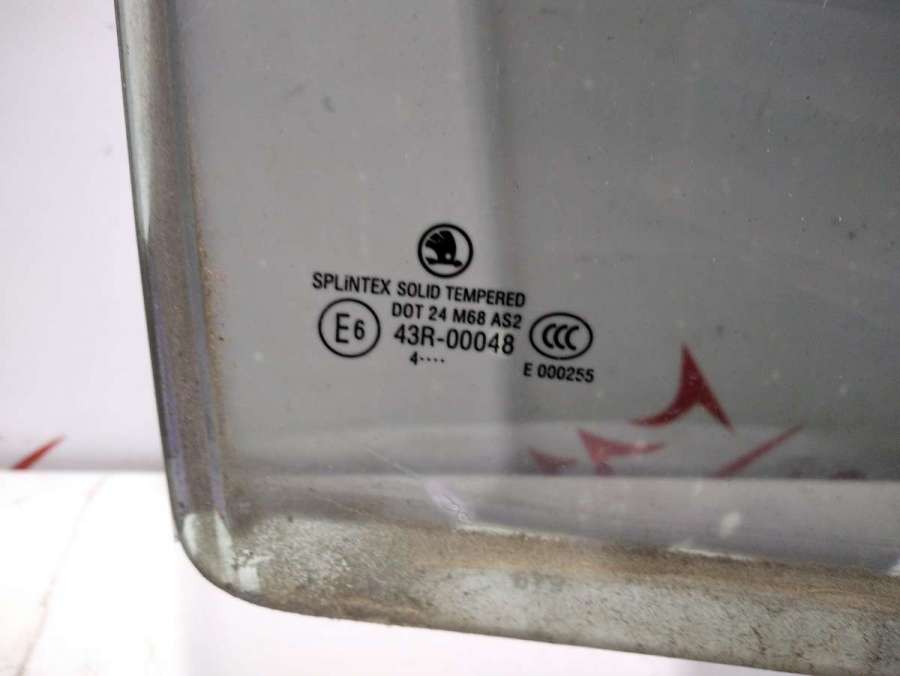 SPLiNTEX SOLID TEMPERED
DOT 24 M68 AS2
E6 43R-00048 CCC
4····
E 000255